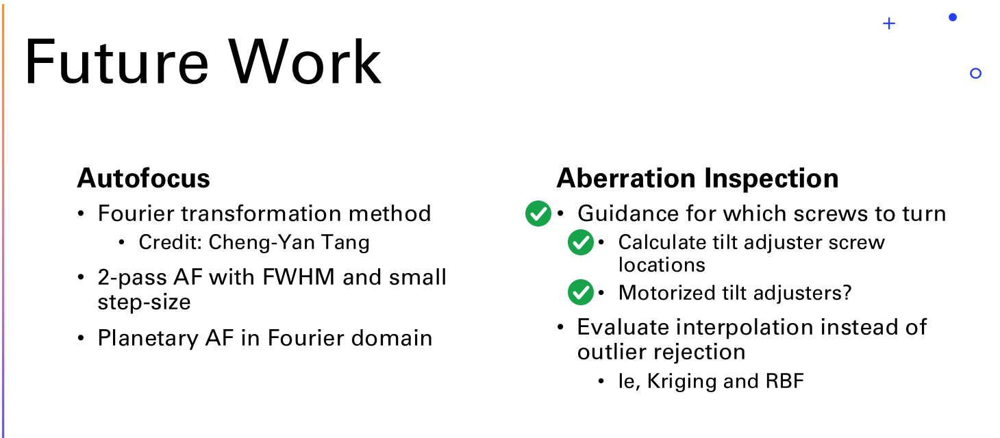 Future Work
Autofocus
• Fourier transformation method
• Credit: Cheng-Yan Tang
• 2-pass AF with FWHM and small
step-size
• Planetary AF in Fourier domain
Aberration Inspection
• Guidance for which screws to turn
• Calculate tilt adjuster screw
locations
• Motorized tilt adjusters?
• Evaluate interpolation instead of
outlier rejection
• Ie, Kriging and RBF